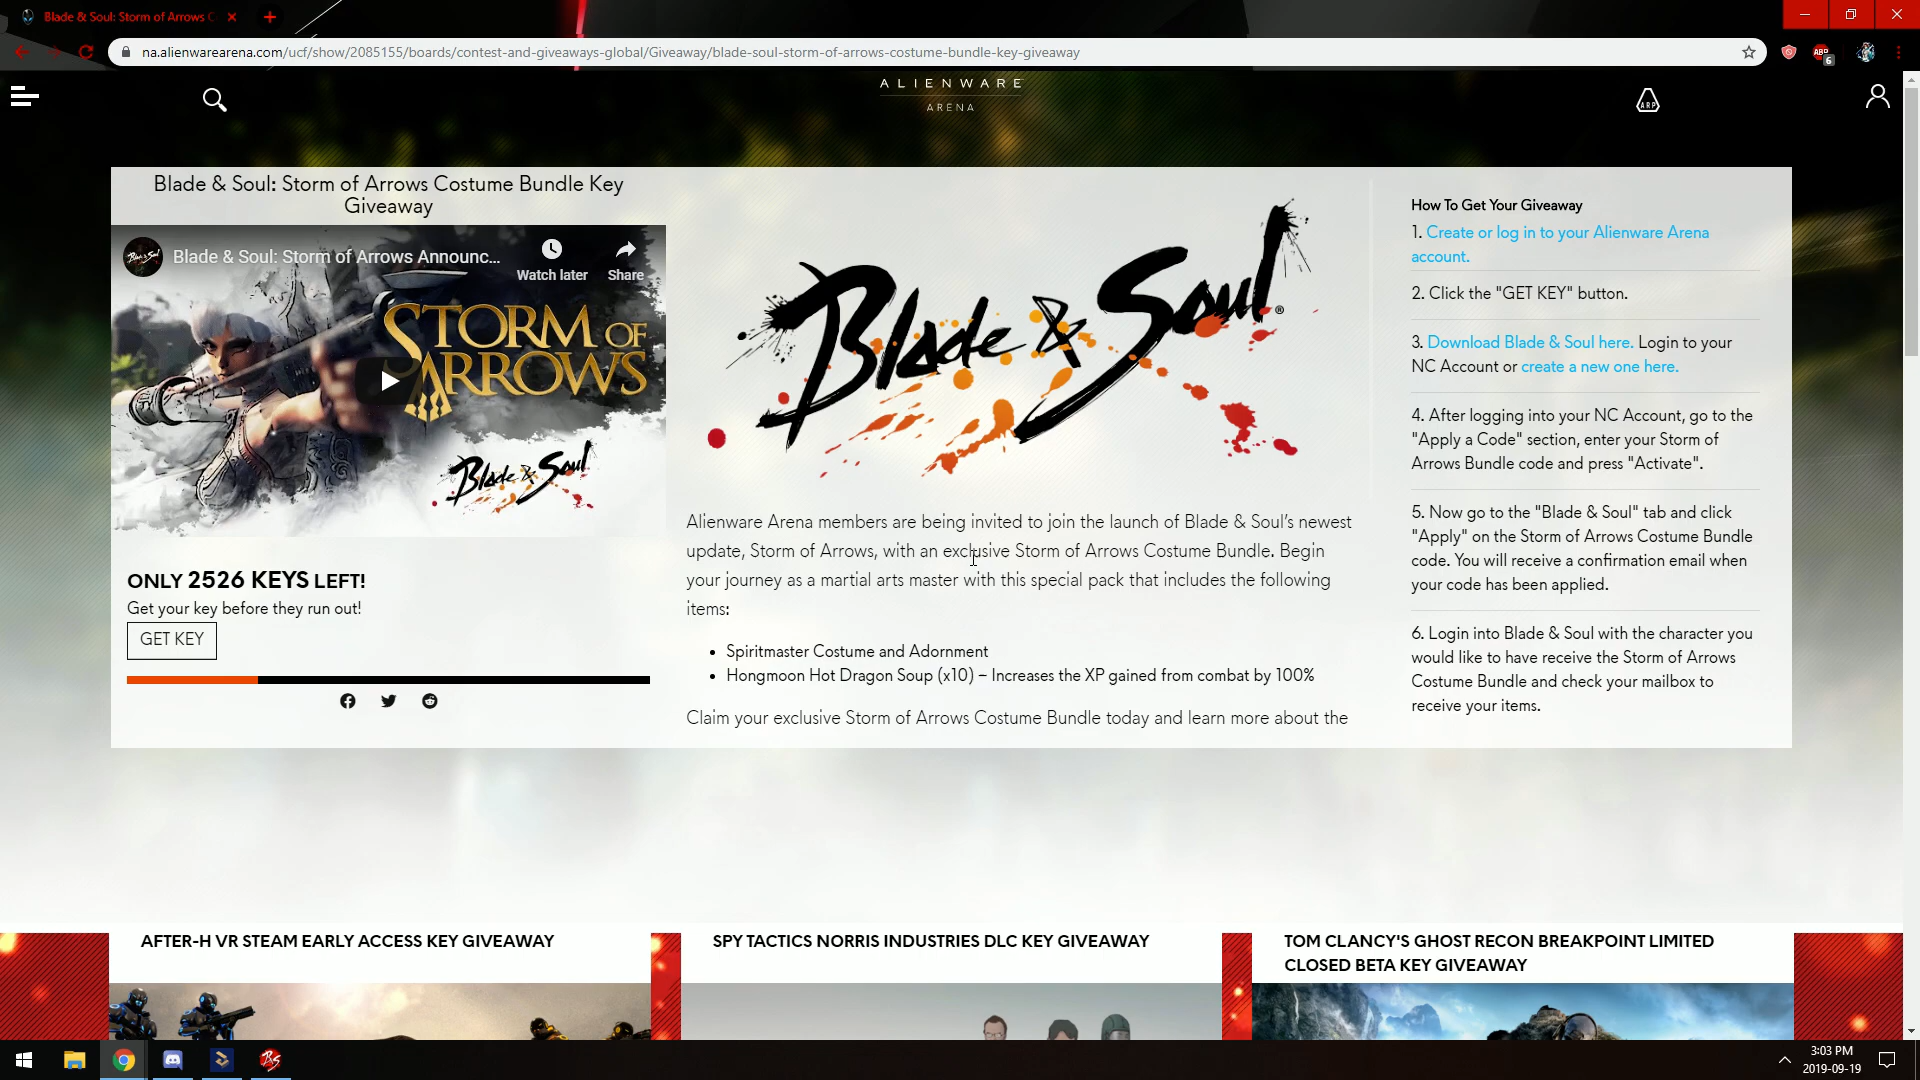 Blade & Soul: Storm of Arrows C
na.alienwarearena.com/ucf/show/2085155/boards/contest-and-giveaways-global/Giveaway/blade-soul-storm-of-arrows-costume-bundle-key-giveaway
ABP
6
ALIENWARE
ARENA
ARP
Blade & Soul: Storm of Arrows Costume Bundle Key
Giveaway
Blade & Soul: Storm of Arrows Announc...
Watch later
Share
STORM OF
ARROWS
Blade & Soul
ONLY 2526 KEYS LEFT!
Get your key before they run out!
GET KEY
Blade & Soul®
Alienware Arena members are being invited to join the launch of Blade & Soul's newest
update, Storm of Arrows, with an exclusive Storm of Arrows Costume Bundle. Begin
your journey as a martial arts master with this special pack that includes the following
items:
• Spiritmaster Costume and Adornment
• Hongmoon Hot Dragon Soup (x10) – Increases the XP gained from combat by 100%
Claim your exclusive Storm of Arrows Costume Bundle today and learn more about the
How To Get Your Giveaway
1. Create or log in to your Alienware Arena
account.
2. Click the "GET KEY" button.
3. Download Blade & Soul here. Login to your
NC Account or create a new one here.
4. After logging into your NC Account, go to the
"Apply a Code" section, enter your Storm of
Arrows Bundle code and press "Activate".
5. Now go to the "Blade & Soul" tab and click
"Apply" on the Storm of Arrows Costume Bundle
code. You will receive a confirmation email when
your code has been applied.
6. Login into Blade & Soul with the character you
would like to have receive the Storm of Arrows
Costume Bundle and check your mailbox to
receive your items.
AFTER-H VR STEAM EARLY ACCESS KEY GIVEAWAY
SPY TACTICS NORRIS INDUSTRIES DLC KEY GIVEAWAY
TOM CLANCY'S GHOST RECON BREAKPOINT LIMITED
CLOSED BETA KEY GIVEAWAY
3:03 PM
2019-09-19